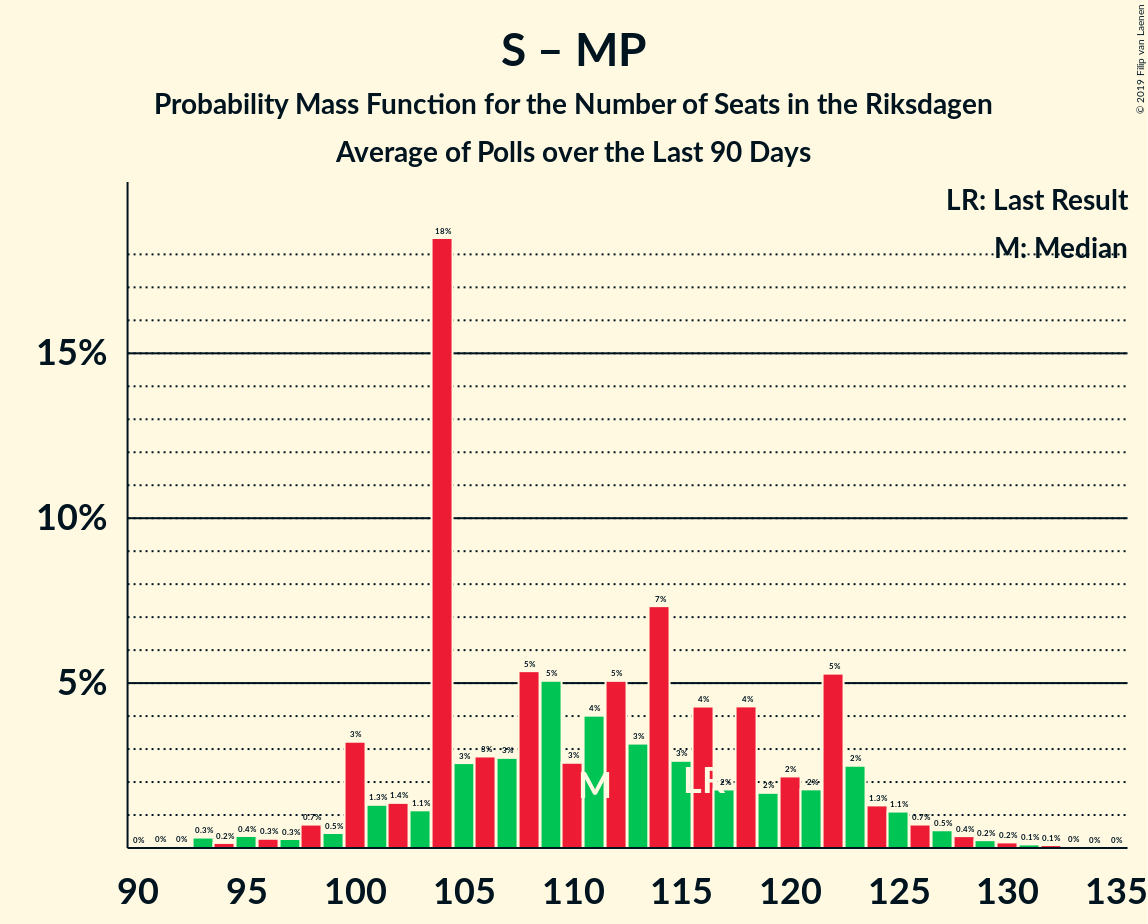 S – MP
Probability Mass Function for the Number of Seats in the Riksdagen
Average of Polls over the Last 90 Days
© 2019 Filip van Laenen
LR: Last Result
M: Median
15%
10%
5%
0% 0% 0% 0.3% 0.2% 0.4% 0.3% 0.3% 0.7% 0.5% 3% 1.3% 1.4% 1.1% 18% 3% 3% 3% 5% 5% 3% 4% 5% 3% 7% 3% 4% 2% 4% 2% 2% 2% 5% 2% 1.3% 1.1% 0.7% 0.5% 0.4% 0.2% 0.2% 0.1% 0.1% 0% 0% 0%
M LR
90 95 100 105 110 115 120 125 130 135